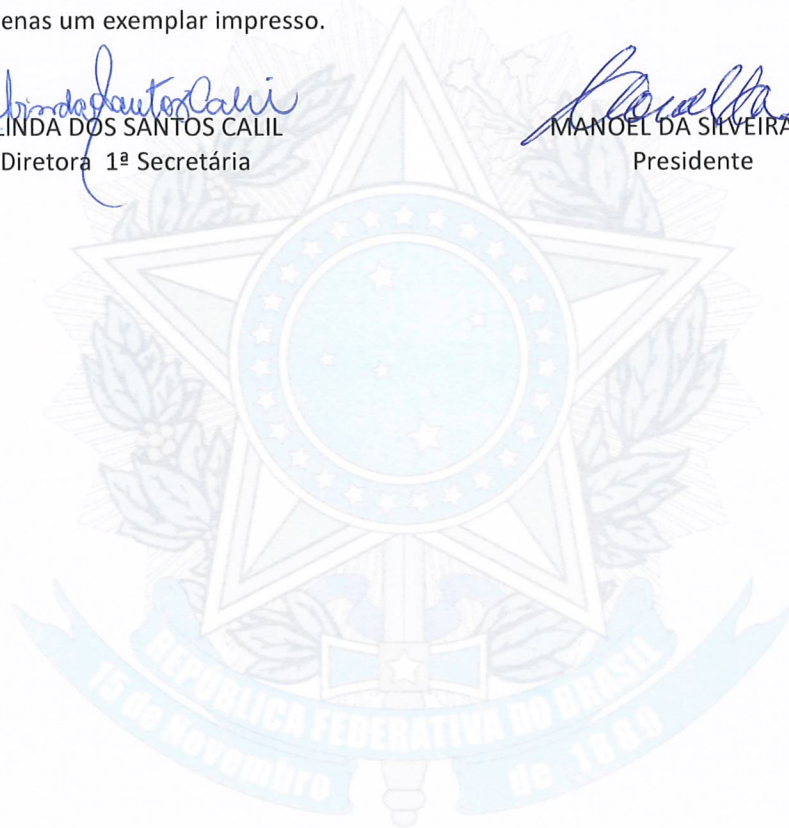 enas um exemplar impresso.
LINDA DOS SANTOS CALIL
Diretora 1ª Secretária
MANOEL DA SILVEIRA
Presidente
REPÚBLICA FEDERATIVA DO BRASIL
15 de Novembro de 1889